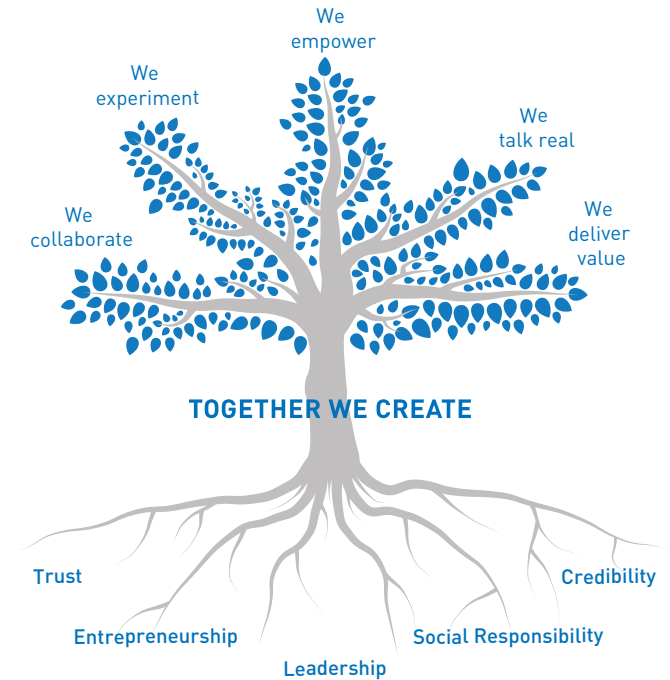 We
empower
We
experiment
We
talk real
We
collaborate
We
deliver
value
TOGETHER WE CREATE
Trust
Credibility
Entrepreneurship
Social Responsibility
Leadership